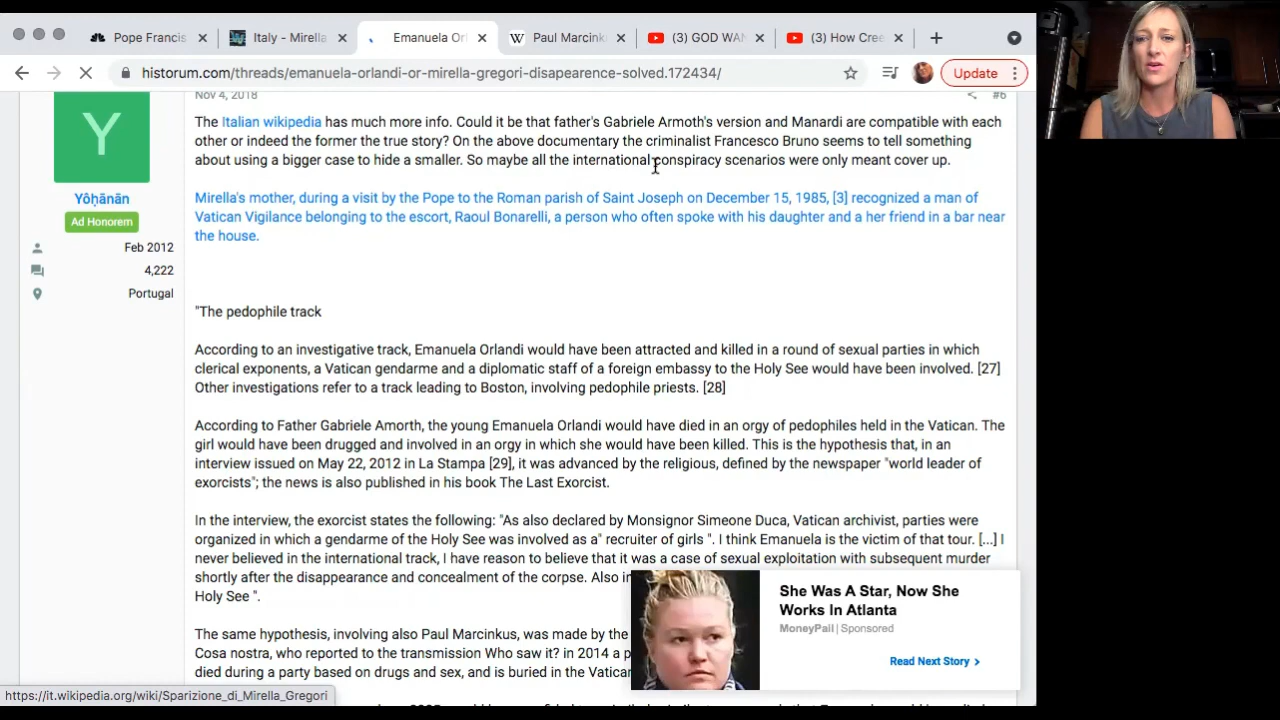 Pope Francis
Italy - Mirella
Emanuela Orl
Paul Marcink
(3) GOD WAN
(3) How Cree
historum.com/threads/emanuela-orlandi-or-mirella-gregori-disapearence-solved.172434/
Update
Y
Yôḥānān
Ad Honorem
Feb 2012
4,222
Portugal
Nov 4, 2018
#6
The Italian wikipedia has much more info. Could it be that father's Gabriele Armoth's version and Manardi are compatible with each
other or indeed the former the true story? On the above documentary the criminalist Francesco Bruno seems to tell something
about using a bigger case to hide a smaller. So maybe all the international conspiracy scenarios were only meant cover up.
Mirella's mother, during a visit by the Pope to the Roman parish of Saint Joseph on December 15, 1985, [3] recognized a man of
Vatican Vigilance belonging to the escort, Raoul Bonarelli, a person who often spoke with his daughter and a her friend in a bar near
the house.
"The pedophile track
According to an investigative track, Emanuela Orlandi would have been attracted and killed in a round of sexual parties in which
clerical exponents, a Vatican gendarme and a diplomatic staff of a foreign embassy to the Holy See would have been involved. [27]
Other investigations refer to a track leading to Boston, involving pedophile priests. [28]
According to Father Gabriele Amorth, the young Emanuela Orlandi would have died in an orgy of pedophiles held in the Vatican. The
girl would have been drugged and involved in an orgy in which she would have been killed. This is the hypothesis that, in an
interview issued on May 22, 2012 in La Stampa [29], it was advanced by the religious, defined by the newspaper "world leader of
exorcists"; the news is also published in his book The Last Exorcist.
In the interview, the exorcist states the following: "As also declared by Monsignor Simeone Duca, Vatican archivist, parties were
organized in which a gendarme of the Holy See was involved as a" recruiter of girls ". I think Emanuela is the victim of that tour. [...] I
never believed in the international track, I have reason to believe that it was a case of sexual exploitation with subsequent murder
shortly after the disappearance and concealment of the corpse. Also in
Holy See ".
The same hypothesis, involving also Paul Marcinkus, was made by the
Cosa nostra, who reported to the transmission Who saw it? in 2014 a p
died during a party based on drugs and sex, and is buried in the Vatican
She Was A Star, Now She
Works In Atlanta
MoneyPail | Sponsored
Read Next Story
https://it.wikipedia.org/wiki/Sparizione_di_Mirella_Gregori